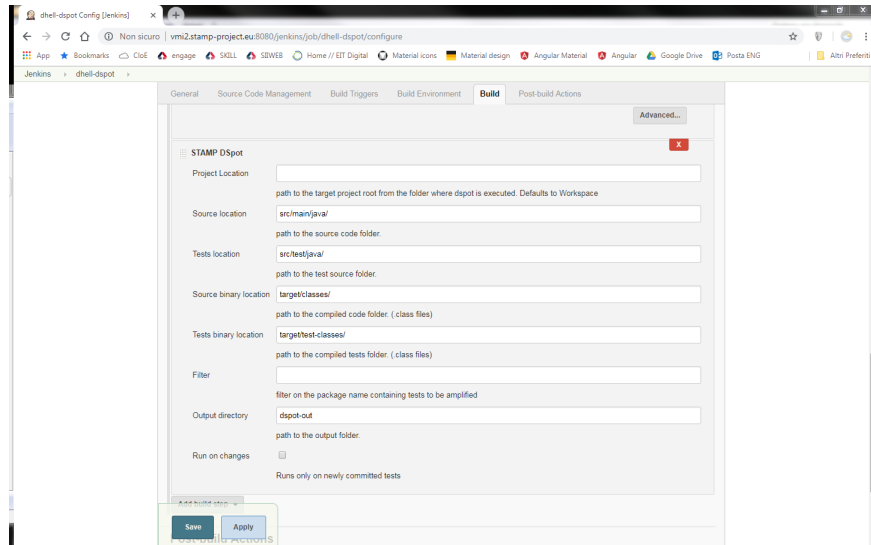 dhell-dspot Config [Jenkins]
Non sicuro | vmi2.stamp-project.eu:8080/jenkins/job/dhell-dspot/configure
App Bookmarks CloE engage SKILL SIIWEB Home // EIT Digital Material icons Material design Angular Material Angular Google Drive Posta ENG Altri Preferiti
Jenkins dhell-dspot
General Source Code Management Build Triggers Build Environment Build Post-build Actions
Advanced...
STAMP DSpot
X
Project Location
path to the target project root from the folder where dspot is executed. Defaults to Workspace
Source location src/main/java/
path to the source code folder.
Tests location src/test/java/
path to the test source folder.
Source binary location target/classes/
path to the compiled code folder. (.class files)
Tests binary location target/test-classes/
path to the compiled tests folder. (.class files)
Filter
filter on the package name containing tests to be amplified
Output directory dspot-out
path to the output folder.
Run on changes
Runs only on newly committed tests
Add build step
Save Apply
Post-build Actions